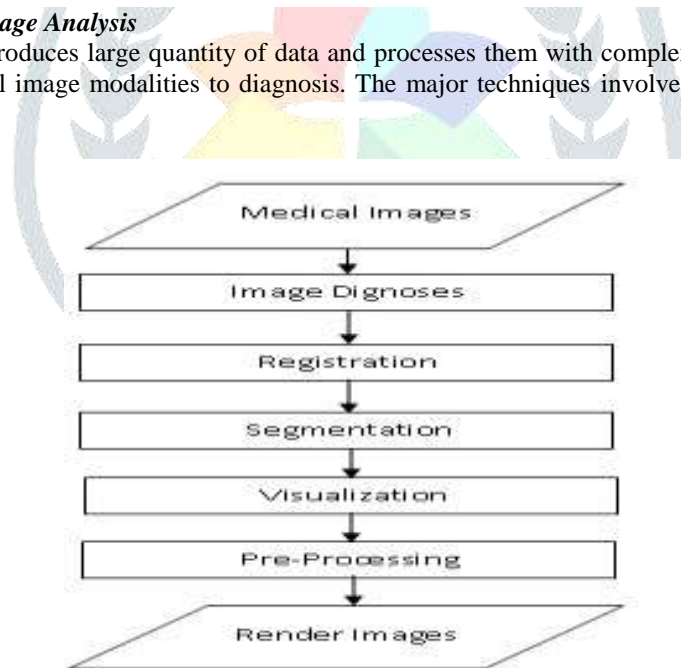 age Analysis
roduces large quantity of data and processes them with comple
l image modalities to diagnosis. The major techniques involve
Medical Images
Image Dignoses
Registration
Segmentation
Visualization
Pre-Processing
Render Images